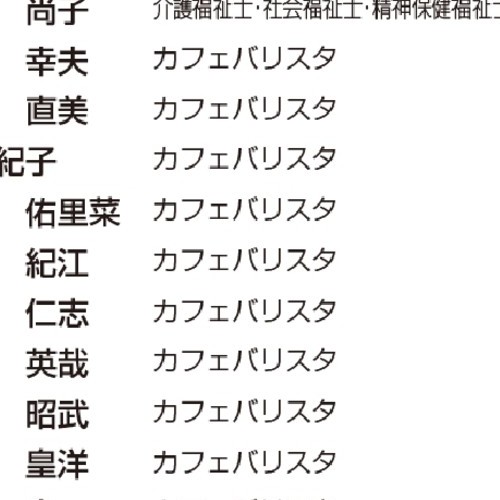 尚子 介護福祉士･社会福祉士･精神保健福祉士
幸夫 カフェバリスタ
直美 カフェバリスタ
紀子 カフェバリスタ
佑里菜 カフェバリスタ
紀江 カフェバリスタ
仁志 カフェバリスタ
英哉 カフェバリスタ
昭武 カフェバリスタ
皇洋 カフェバリスタ